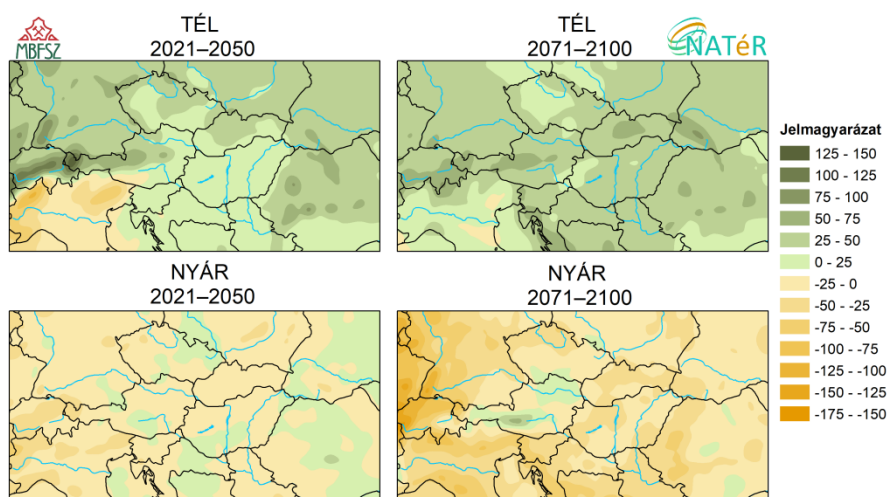 MBFSZ
TÉL
2021–2050
TÉL
2071–2100
NATéR
NYÁR
2021–2050
NYÁR
2071–2100
Jelmagyarázat
125 - 150
100 - 125
75 - 100
50 - 75
25 - 50
0 - 25
-25 - 0
-50 - -25
-75 - -50
-100 - -75
-125 - -100
-150 - -125
-175 - -150